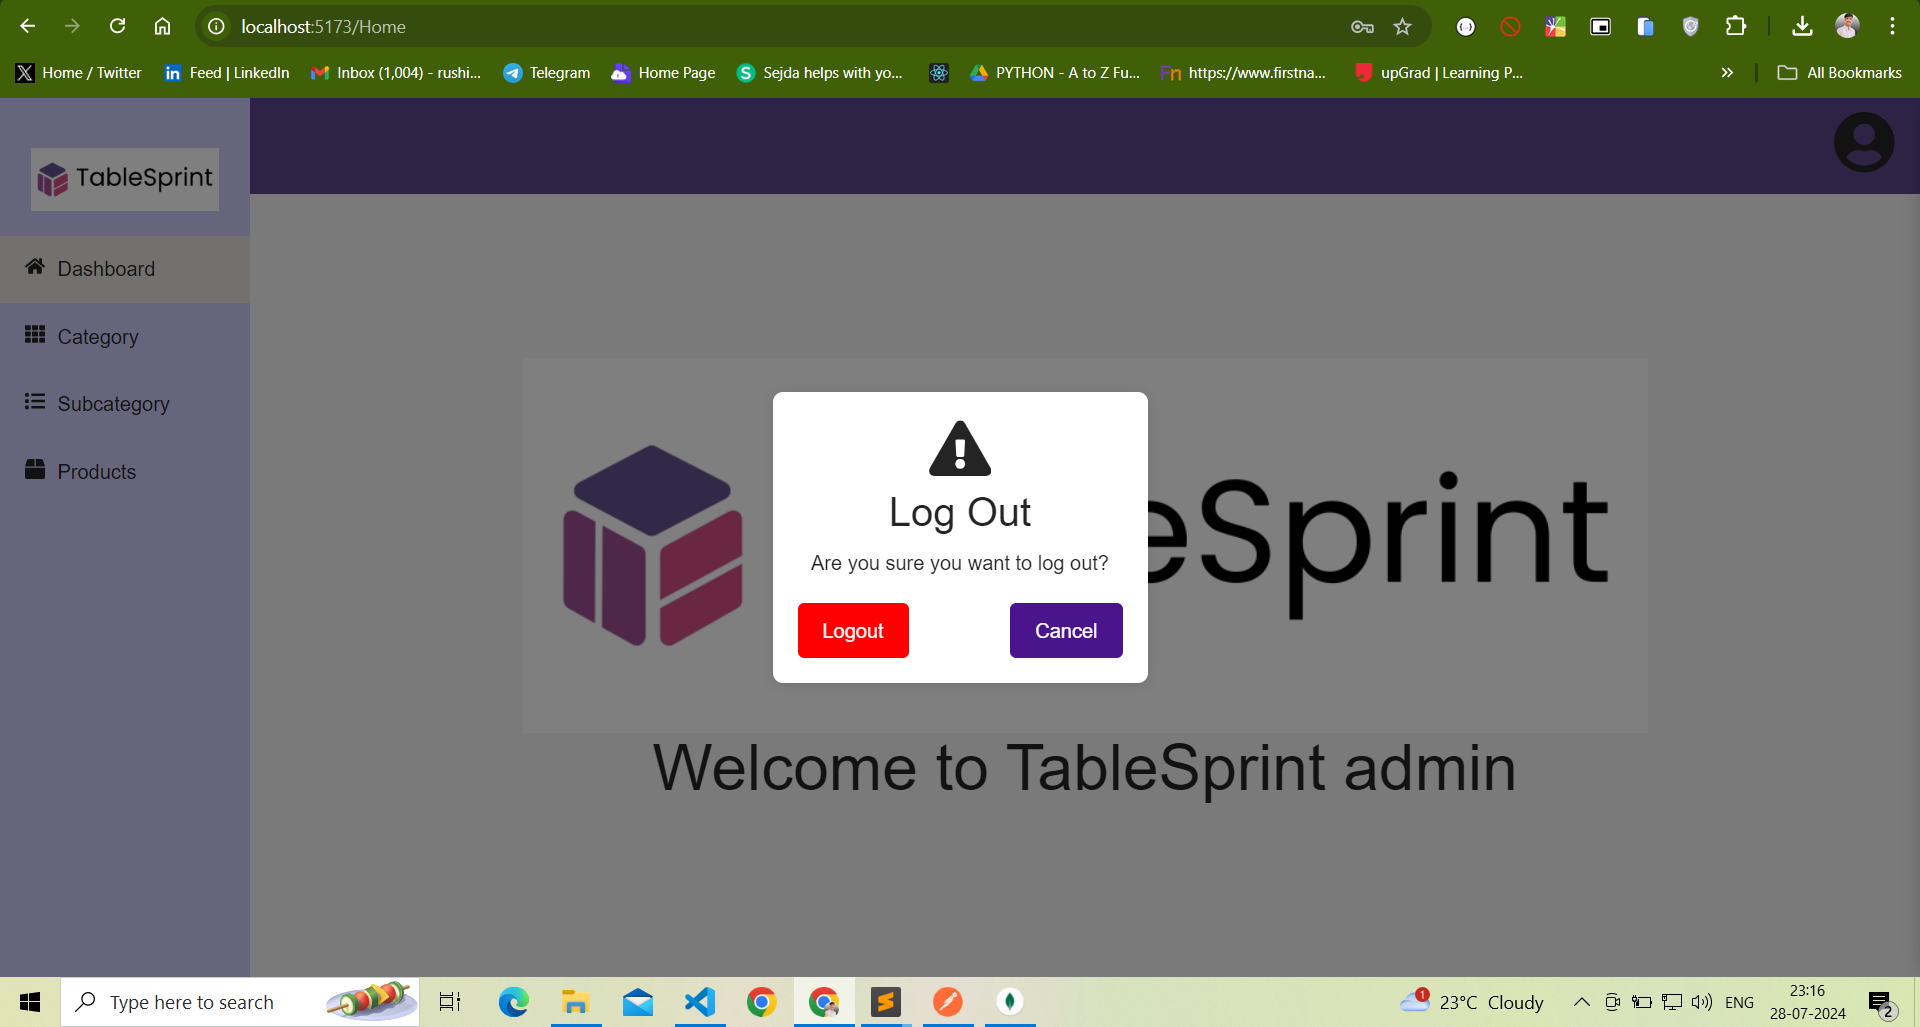 localhost:5173/Home
Home / Twitter
Feed | LinkedIn
Inbox (1,004) - rushi...
Telegram
Home Page
Sejda helps with yo...
PYTHON - A to Z Fu...
https://www.firstna...
upGrad | Learning P...
All Bookmarks
TableSprint
Dashboard
Category
Subcategory
Products
Log Out
Are you sure you want to log out?
Logout
Cancel
eSprint
Welcome to TableSprint admin
Type here to search
1
23°C Cloudy
ENG
23:16
28-07-2024
2